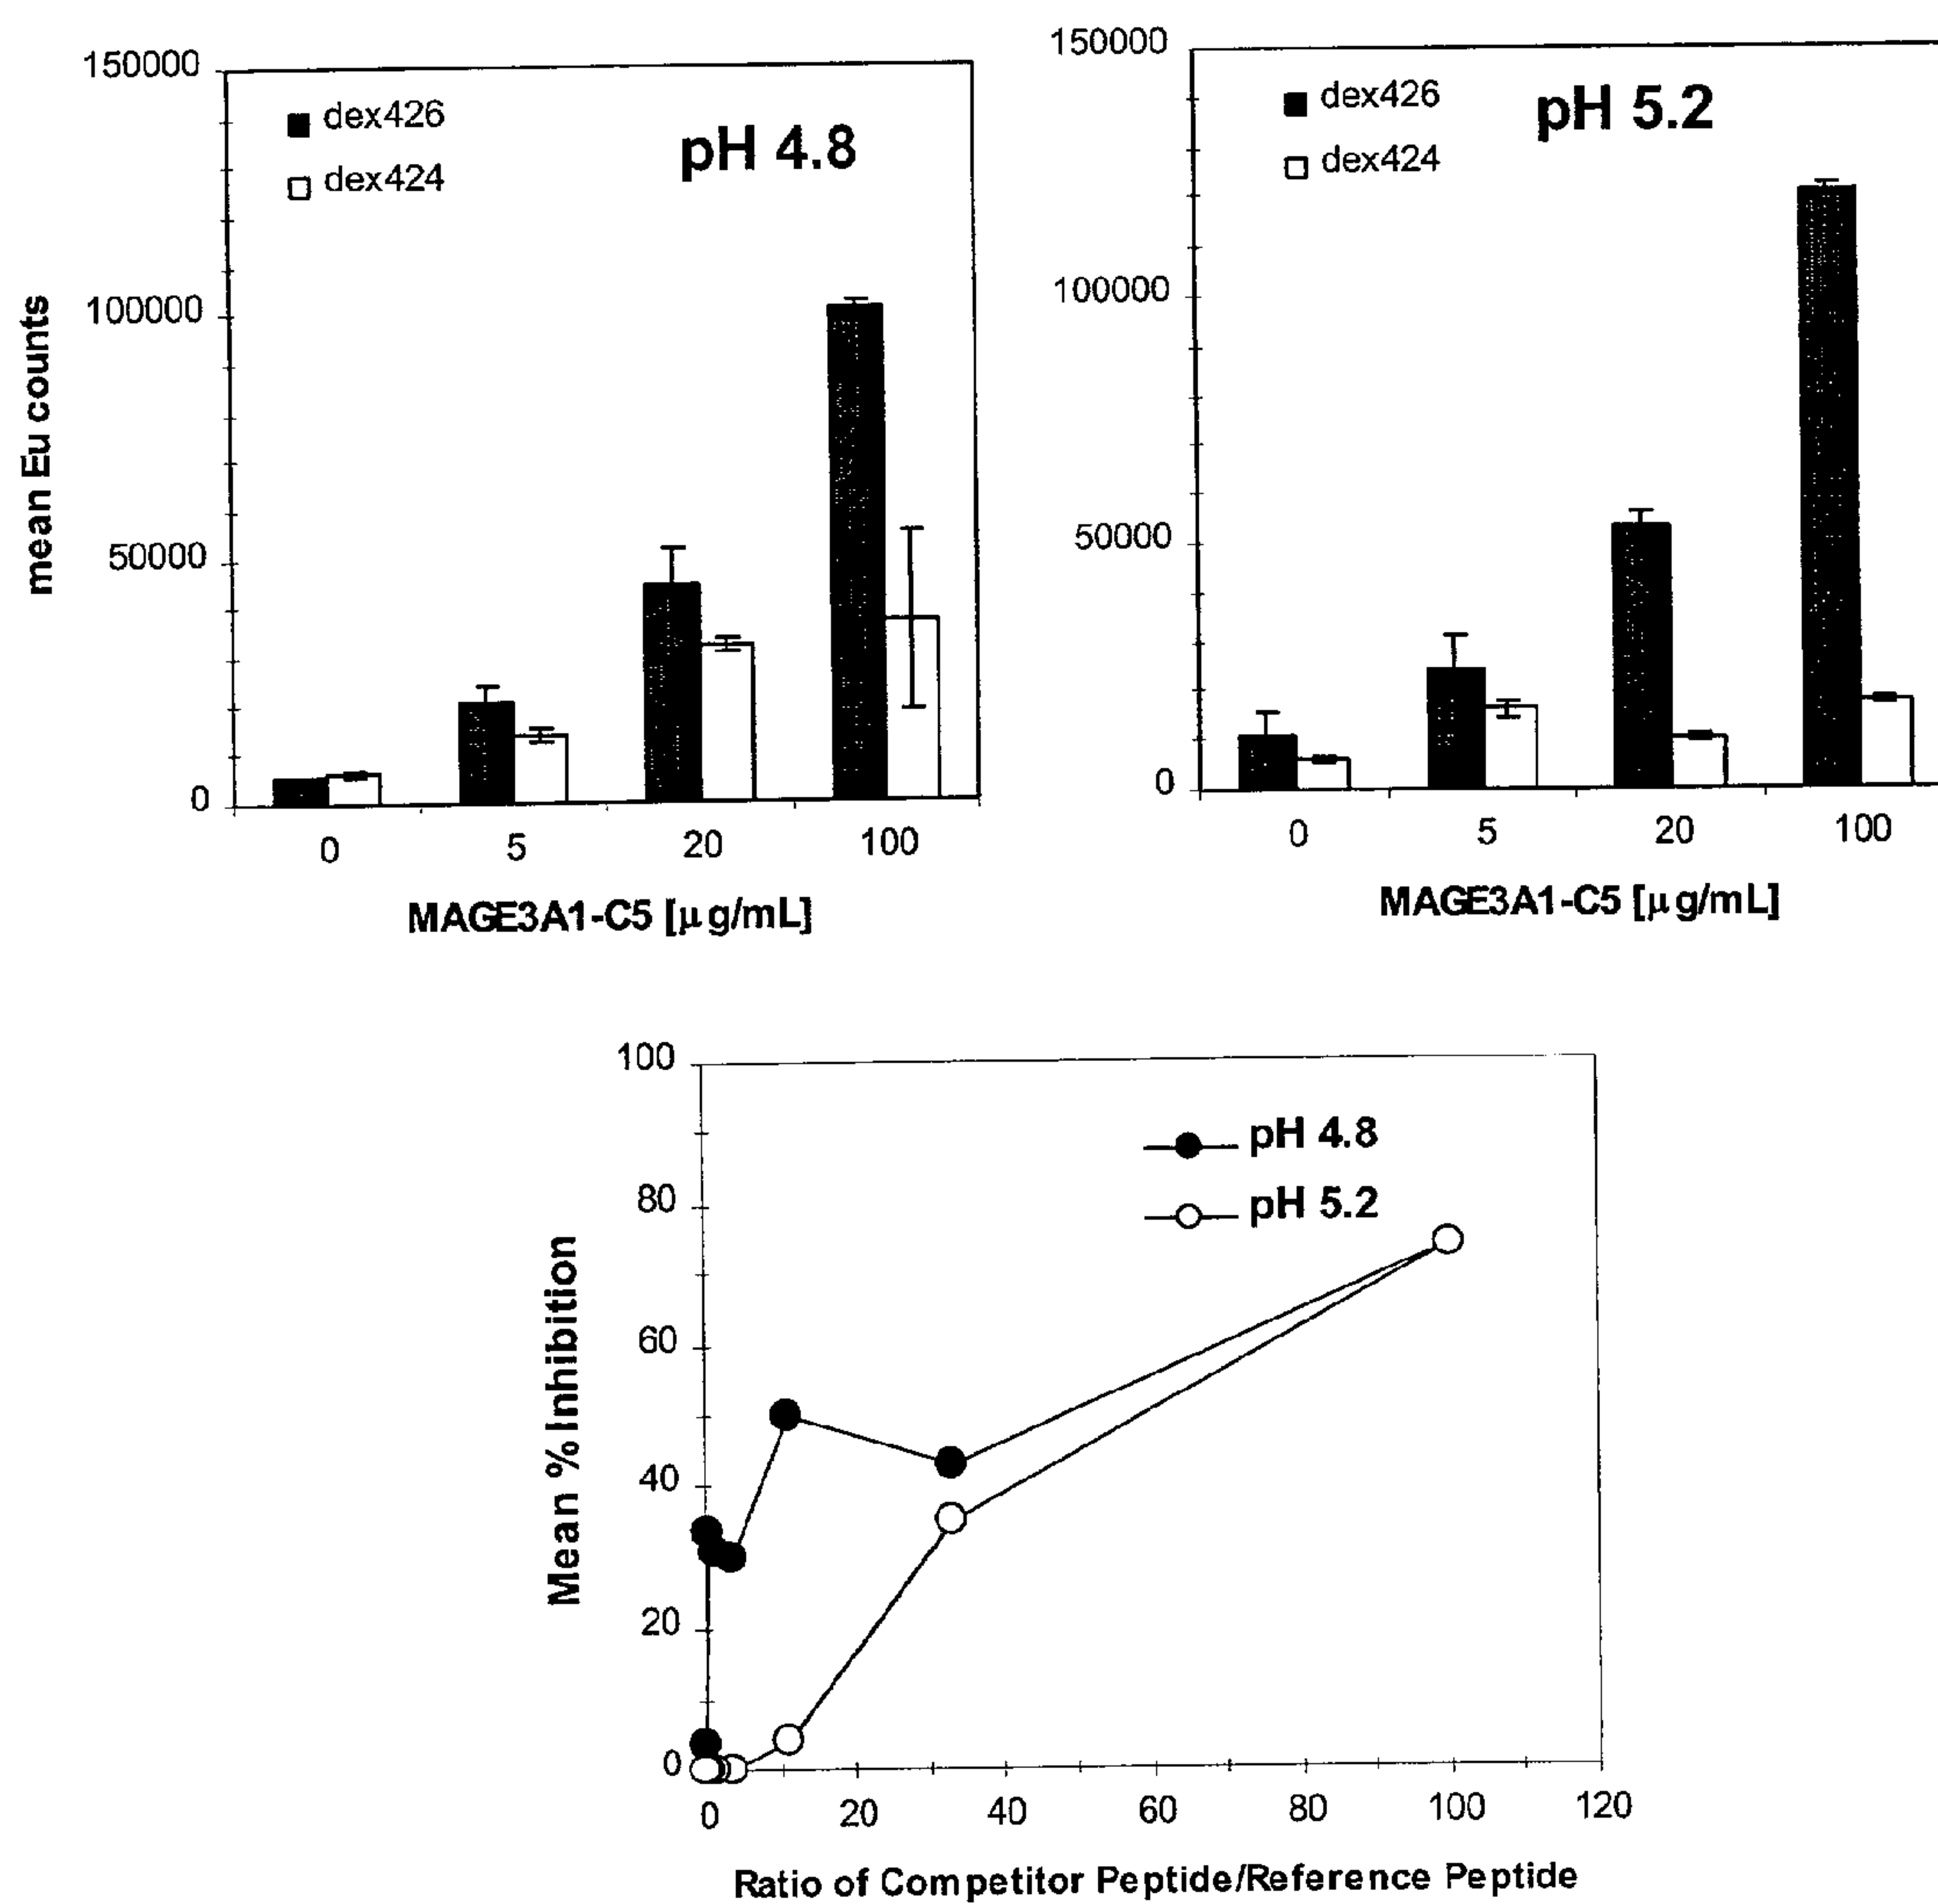 150000
dex426
dex424
pH 4.8
100000
50000
0
mean Eu counts
0 5 20 100
MAGE3A1-C5 [μg/mL]
150000
dex426
dex424
pH 5.2
100000
50000
0
0 5 20 100
MAGE3A1-C5 [μg/mL]
100
80
60
40
20
0
Mean % Inhibition
pH 4.8
pH 5.2
0 20 40 60 80 100 120
Ratio of Competitor Peptide/Reference Peptide